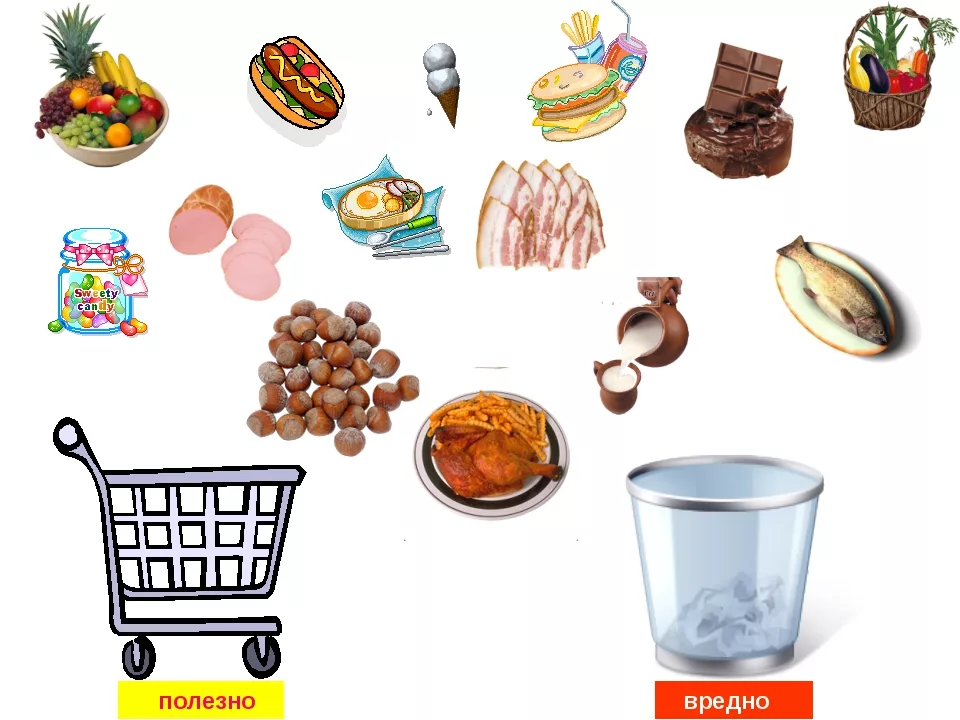 Sweety
candy
полезно
вредно